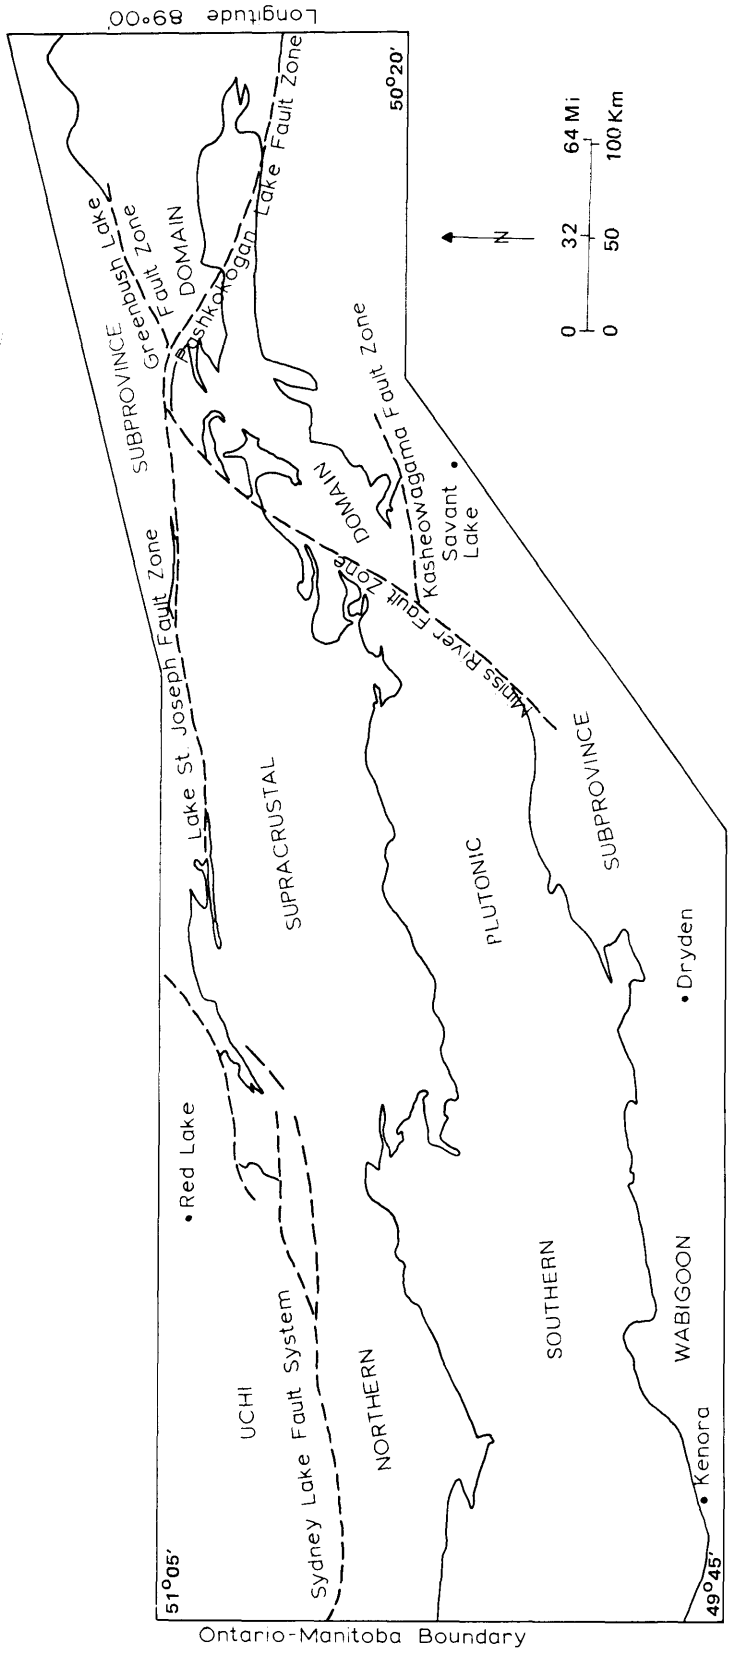 Longitude 89°00'
50°20'
51°05'
49°45'
Ontario-Manitoba Boundary
Greenbush Lake
Fault Zone
SUBPROVINCE
DOMAIN
Pashkokogan Lake Fault Zone
Lake St. Joseph Fault Zone
DOMAIN
Kasheowagama Fault Zone
Savant
Lake
Miniss River Fault Zone
SUPRACRUSTAL
PLUTONIC
SUBPROVINCE
Red Lake
Dryden
UCHI
Sydney Lake Fault System
NORTHERN
SOUTHERN
WABIGOON
Kenora
N
0 32 64 Mi
0 50 100 Km